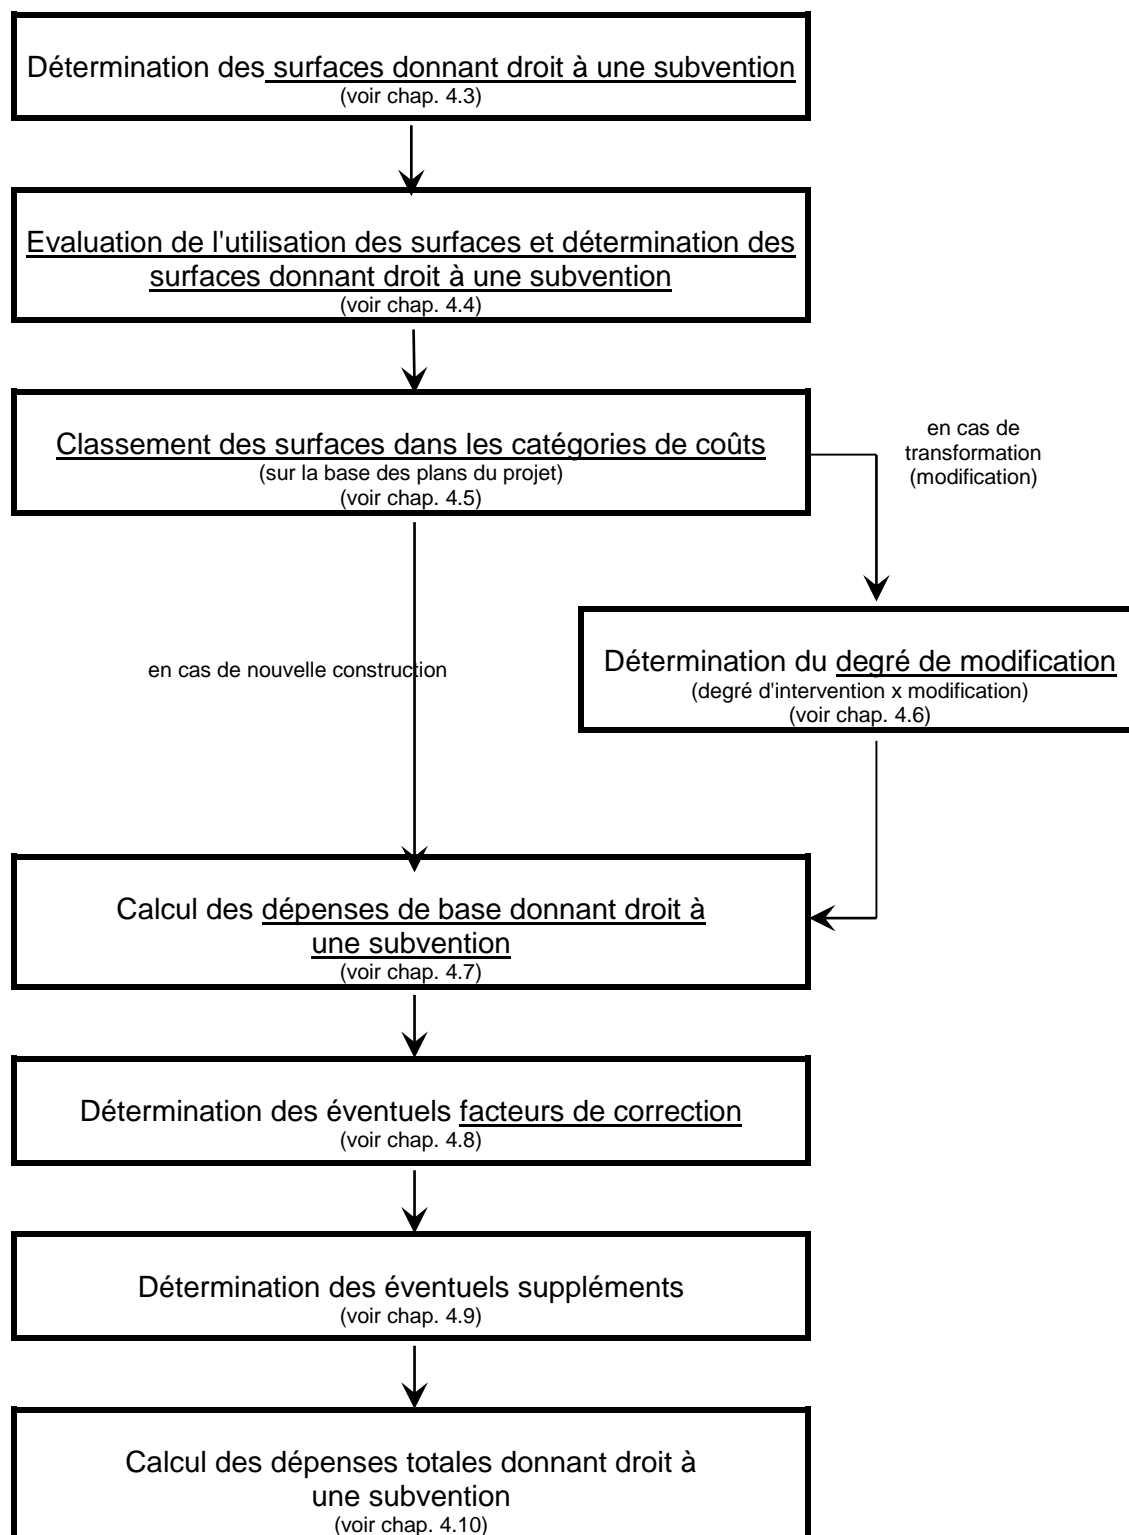 Détermination des surfaces donnant droit à une subvention
(voir chap. 4.3)
Evaluation de l'utilisation des surfaces et détermination des
surfaces donnant droit à une subvention
(voir chap. 4.4)
Classement des surfaces dans les catégories de coûts
(sur la base des plans du projet)
(voir chap. 4.5)
en cas de
transformation
(modification)
en cas de nouvelle construction
Détermination du degré de modification
(degré d'intervention x modification)
(voir chap. 4.6)
Calcul des dépenses de base donnant droit à
une subvention
(voir chap. 4.7)
Détermination des éventuels facteurs de correction
(voir chap. 4.8)
Détermination des éventuels suppléments
(voir chap. 4.9)
Calcul des dépenses totales donnant droit à
une subvention
(voir chap. 4.10)